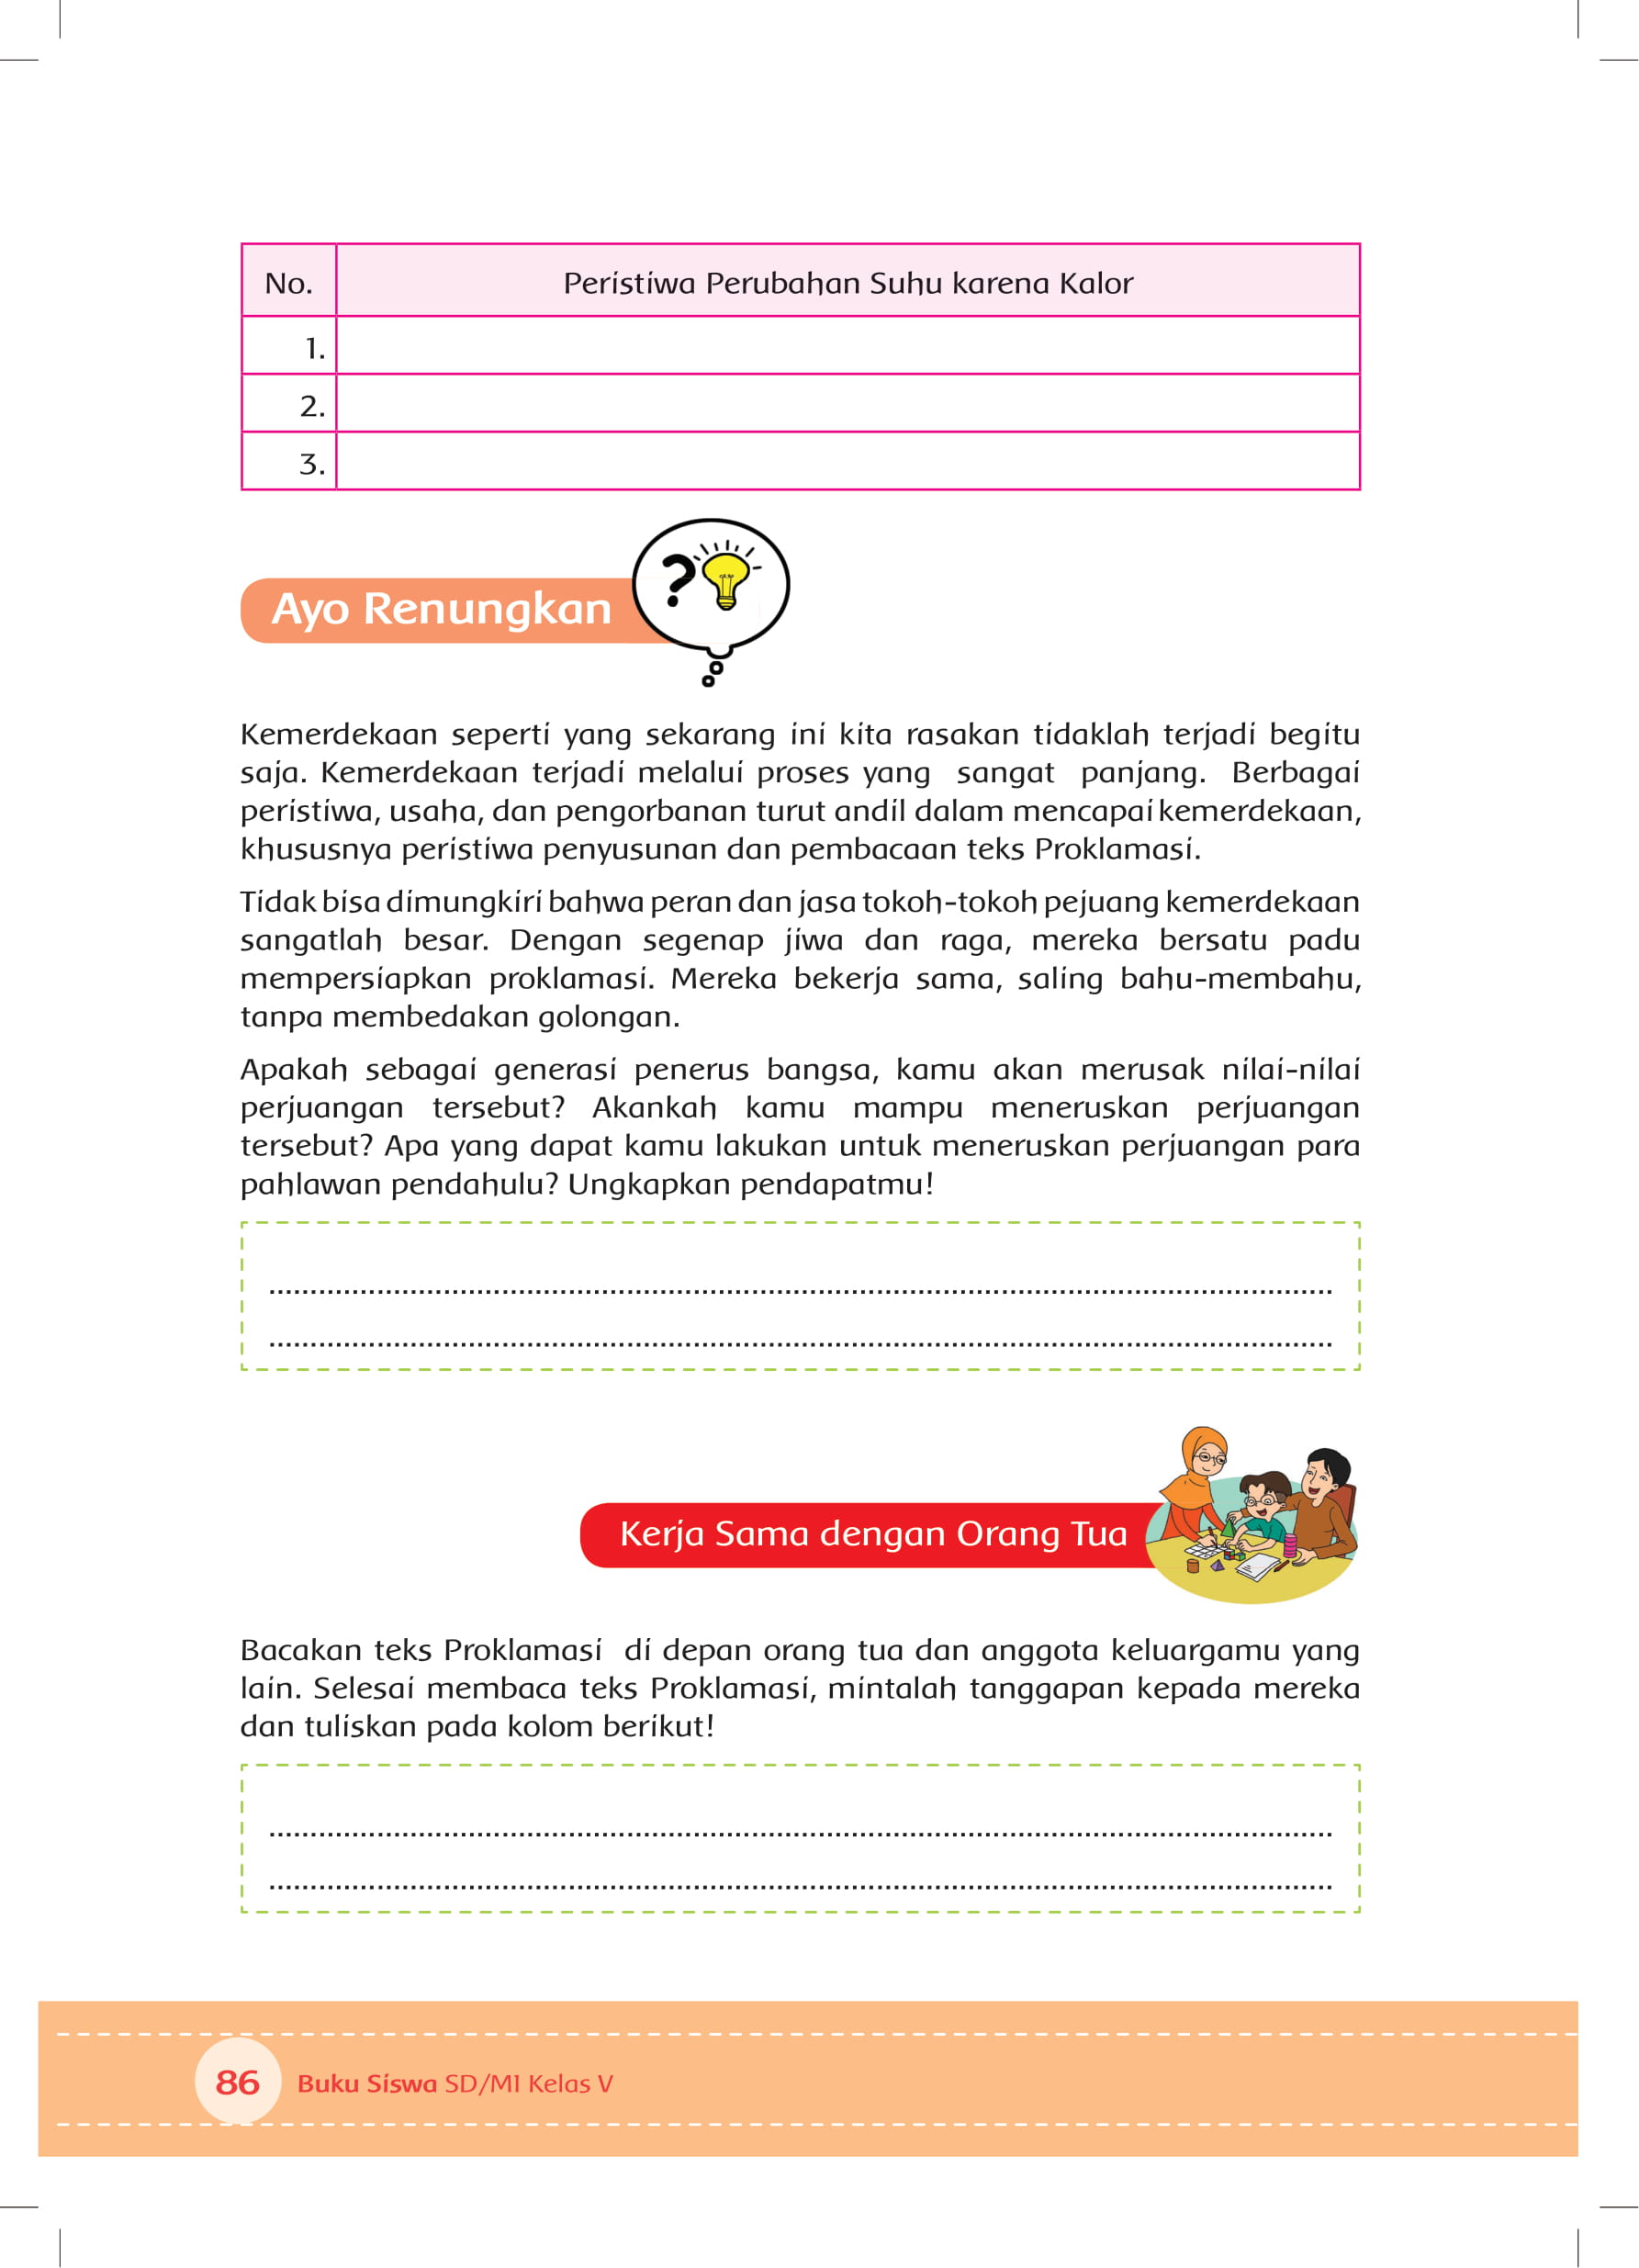 No. Peristiwa Perubahan Suhu karena Kalor
1.
2.
3.
?
Ayo Renungkan
Kemerdekaan seperti yang sekarang ini kita rasakan tidaklah terjadi begitu
saja. Kemerdekaan terjadi melalui proses yang sangat panjang. Berbagai
peristiwa, usaha, dan pengorbanan turut andil dalam mencapai kemerdekaan,
khususnya peristiwa penyusunan dan pembacaan teks Proklamasi.
Tidak bisa dimungkiri bahwa peran dan jasa tokoh-tokoh pejuang kemerdekaan
sangatlah besar. Dengan segenap jiwa dan raga, mereka bersatu padu
mempersiapkan proklamasi. Mereka bekerja sama, saling bahu-membahu,
tanpa membedakan golongan.
Apakah sebagai generasi penerus bangsa, kamu akan merusak nilai-nilai
perjuangan tersebut? Akankah kamu mampu meneruskan perjuangan
tersebut? Apa yang dapat kamu lakukan untuk meneruskan perjuangan para
pahlawan pendahulu? Ungkapkan pendapatmu!
Kerja Sama dengan Orang Tua
Bacakan teks Proklamasi di depan orang tua dan anggota keluargamu yang
lain. Selesai membaca teks Proklamasi, mintalah tanggapan kepada mereka
dan tuliskan pada kolom berikut!
86 Buku Siswa SD/MI Kelas V